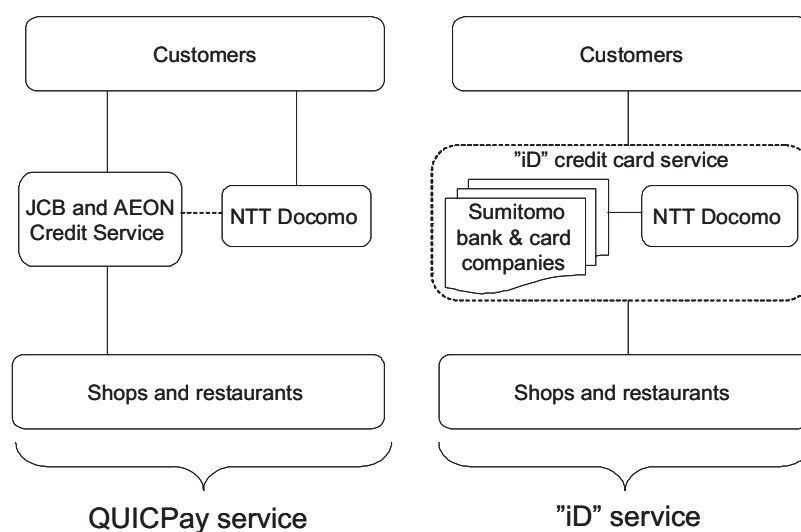 Customers
JCB and AEON
Credit Service
NTT Docomo
Shops and restaurants
QUICPay service
Customers
”iD” credit card service
Sumitomo
bank & card
companies
NTT Docomo
Shops and restaurants
”iD” service